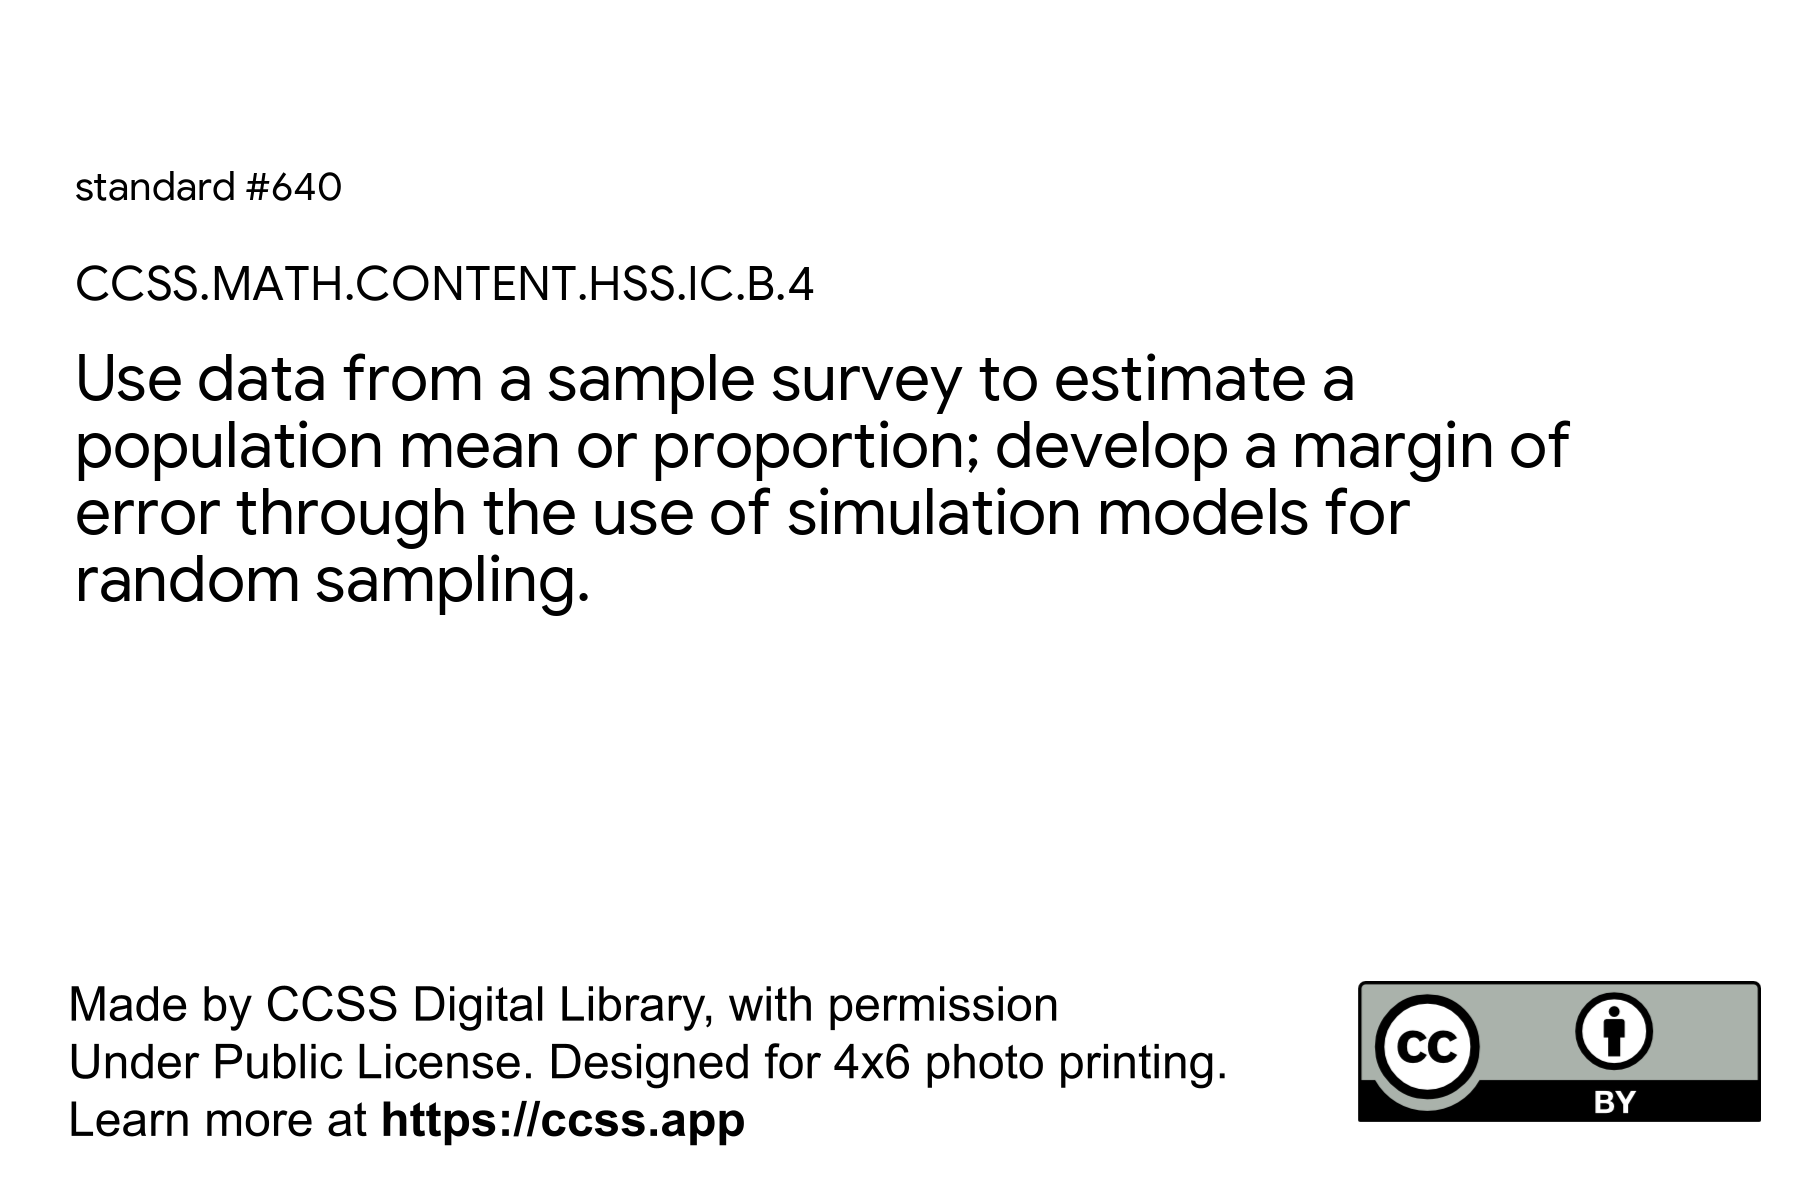 standard #640
CCSS.MATH.CONTENT.HSS.IC.B.4
Use data from a sample survey to estimate a
population mean or proportion; develop a margin of
error through the use of simulation models for
random sampling.
Made by CCSS Digital Library, with permission
Under Public License. Designed for 4x6 photo printing.
Learn more at https://ccss.app
cc
BY